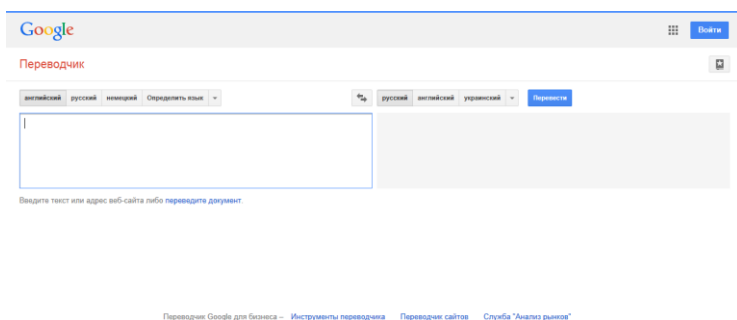 Google Войти
Переводчик
английский русский немецкий Определить язык русский английский украинский Перевести
Введите текст или адрес веб-сайта либо переведите документ.
Переводчик Google для бизнеса – Инструменты переводчика Переводчик сайтов Служба "Анализ рынков"